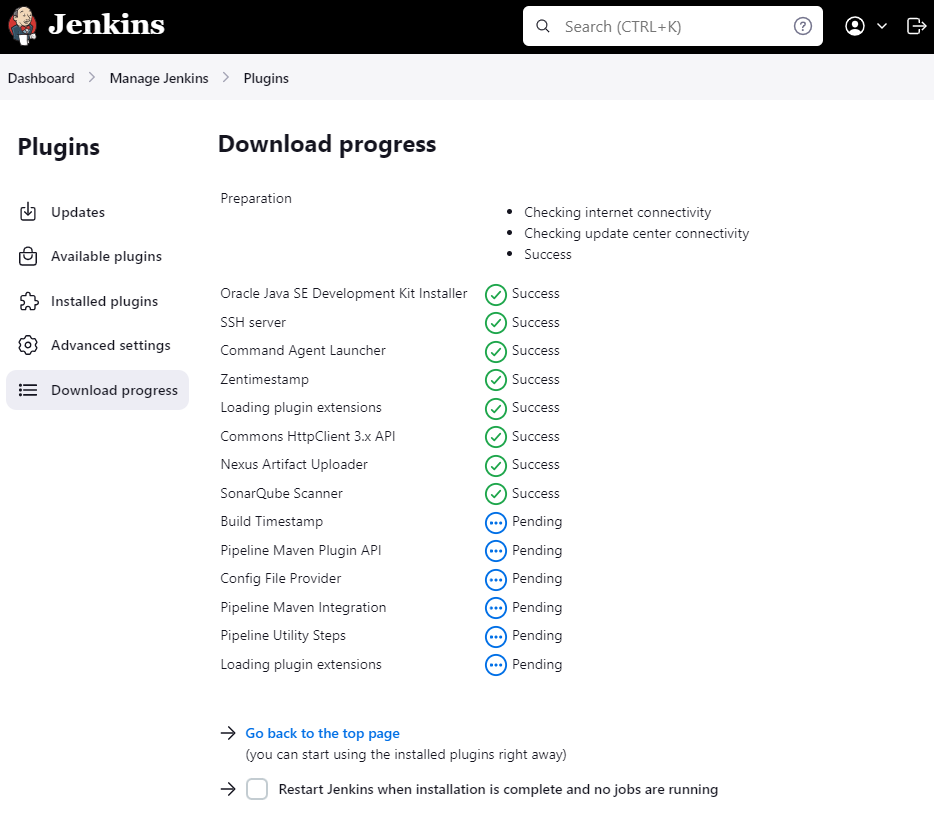 Jenkins
Search (CTRL+K)
Dashboard
Manage Jenkins
Plugins
Plugins
Updates
Available plugins
Installed plugins
Advanced settings
Download progress
Download progress
Preparation
Checking internet connectivity
Checking update center connectivity
Success
Oracle Java SE Development Kit Installer Success
SSH server Success
Command Agent Launcher Success
Zentimestamp Success
Loading plugin extensions Success
Commons HttpClient 3.x API Success
Nexus Artifact Uploader Success
SonarQube Scanner Success
Build Timestamp Pending
Pipeline Maven Plugin API Pending
Config File Provider Pending
Pipeline Maven Integration Pending
Pipeline Utility Steps Pending
Loading plugin extensions Pending
Go back to the top page
(you can start using the installed plugins right away)
Restart Jenkins when installation is complete and no jobs are running